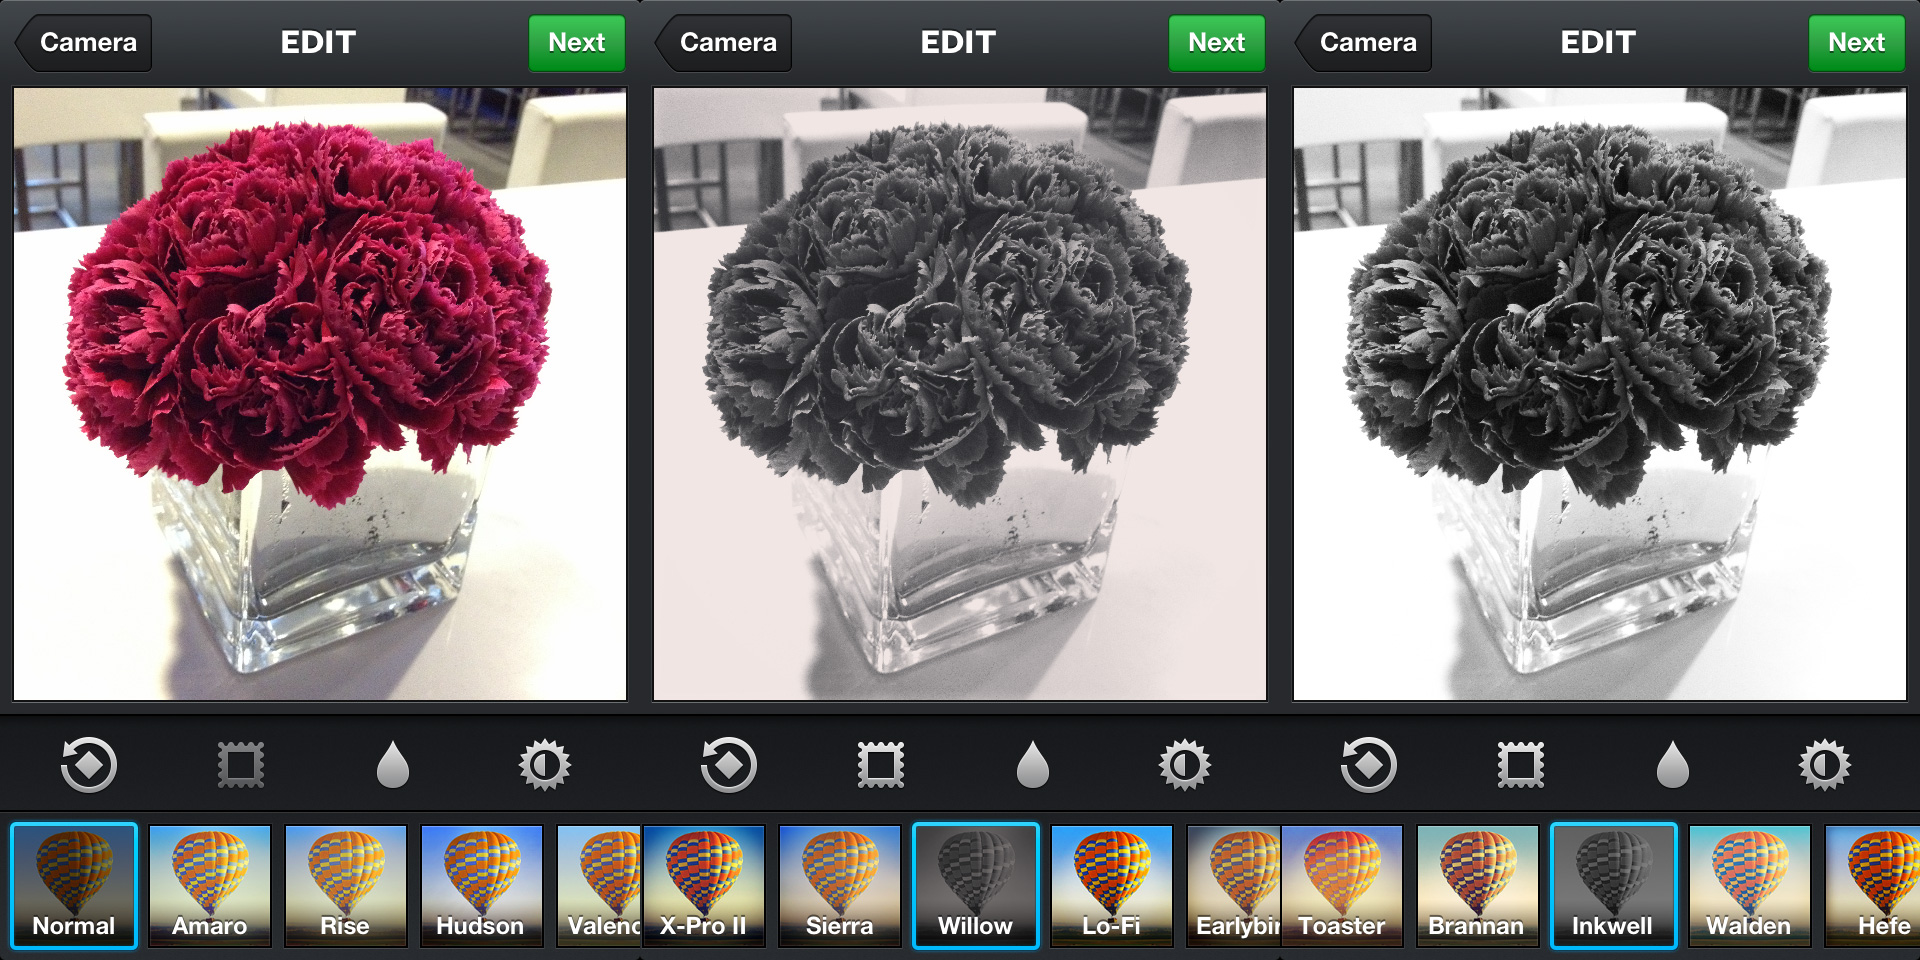 Camera EDIT Next
Camera EDIT Next
Camera EDIT Next
Normal Amaro Rise Hudson Valenc
X-Pro II Sierra Willow Lo-Fi Earlybir
Toaster Brannan Inkwell Walden Hefe